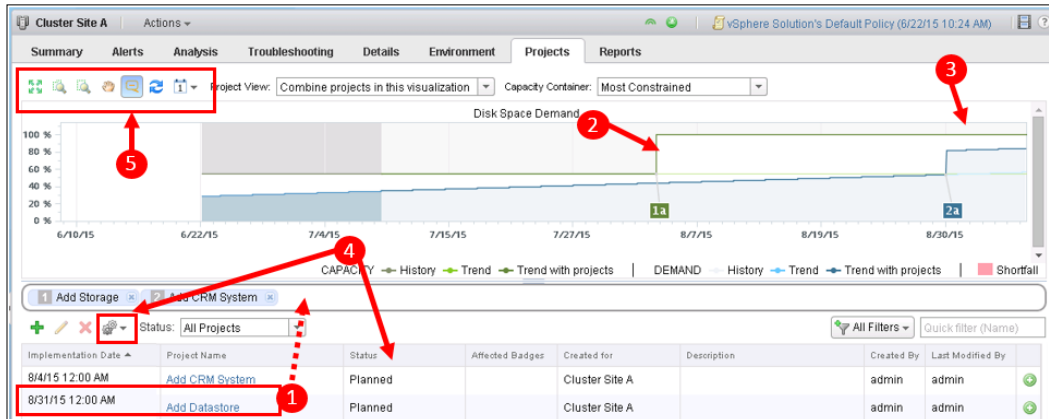 Cluster Site A Actions vSphere Solution's Default Policy (6/22/15 10:24 AM) ?
Summary Alerts Analysis Troubleshooting Details Environment Projects Reports
3
1 Project View: Combine projects in this visualization Capacity Container: Most Constrained
Disk Space Demand
2
100 %
80 %
5
60 %
40 %
20 %
1a 2a
0 %
6/10/15 6/22/15 7/4/15 7/15/15 7/27/15 8/7/15 8/19/15 8/30/15
4
CAPACITY History Trend Trend with projects | DEMAND History Trend Trend with projects | Shortfall
1 Add Storage x 2 Add CRM System x
Status: All Projects All Filters Quick filter (Name)
Implementation Date Project Name Status Affected Badges Created for Description Created By Last Modified By
8/4/15 12:00 AM Add CRM System Planned Cluster Site A admin admin
1
8/31/15 12:00 AM Add Datastore Planned Cluster Site A admin admin